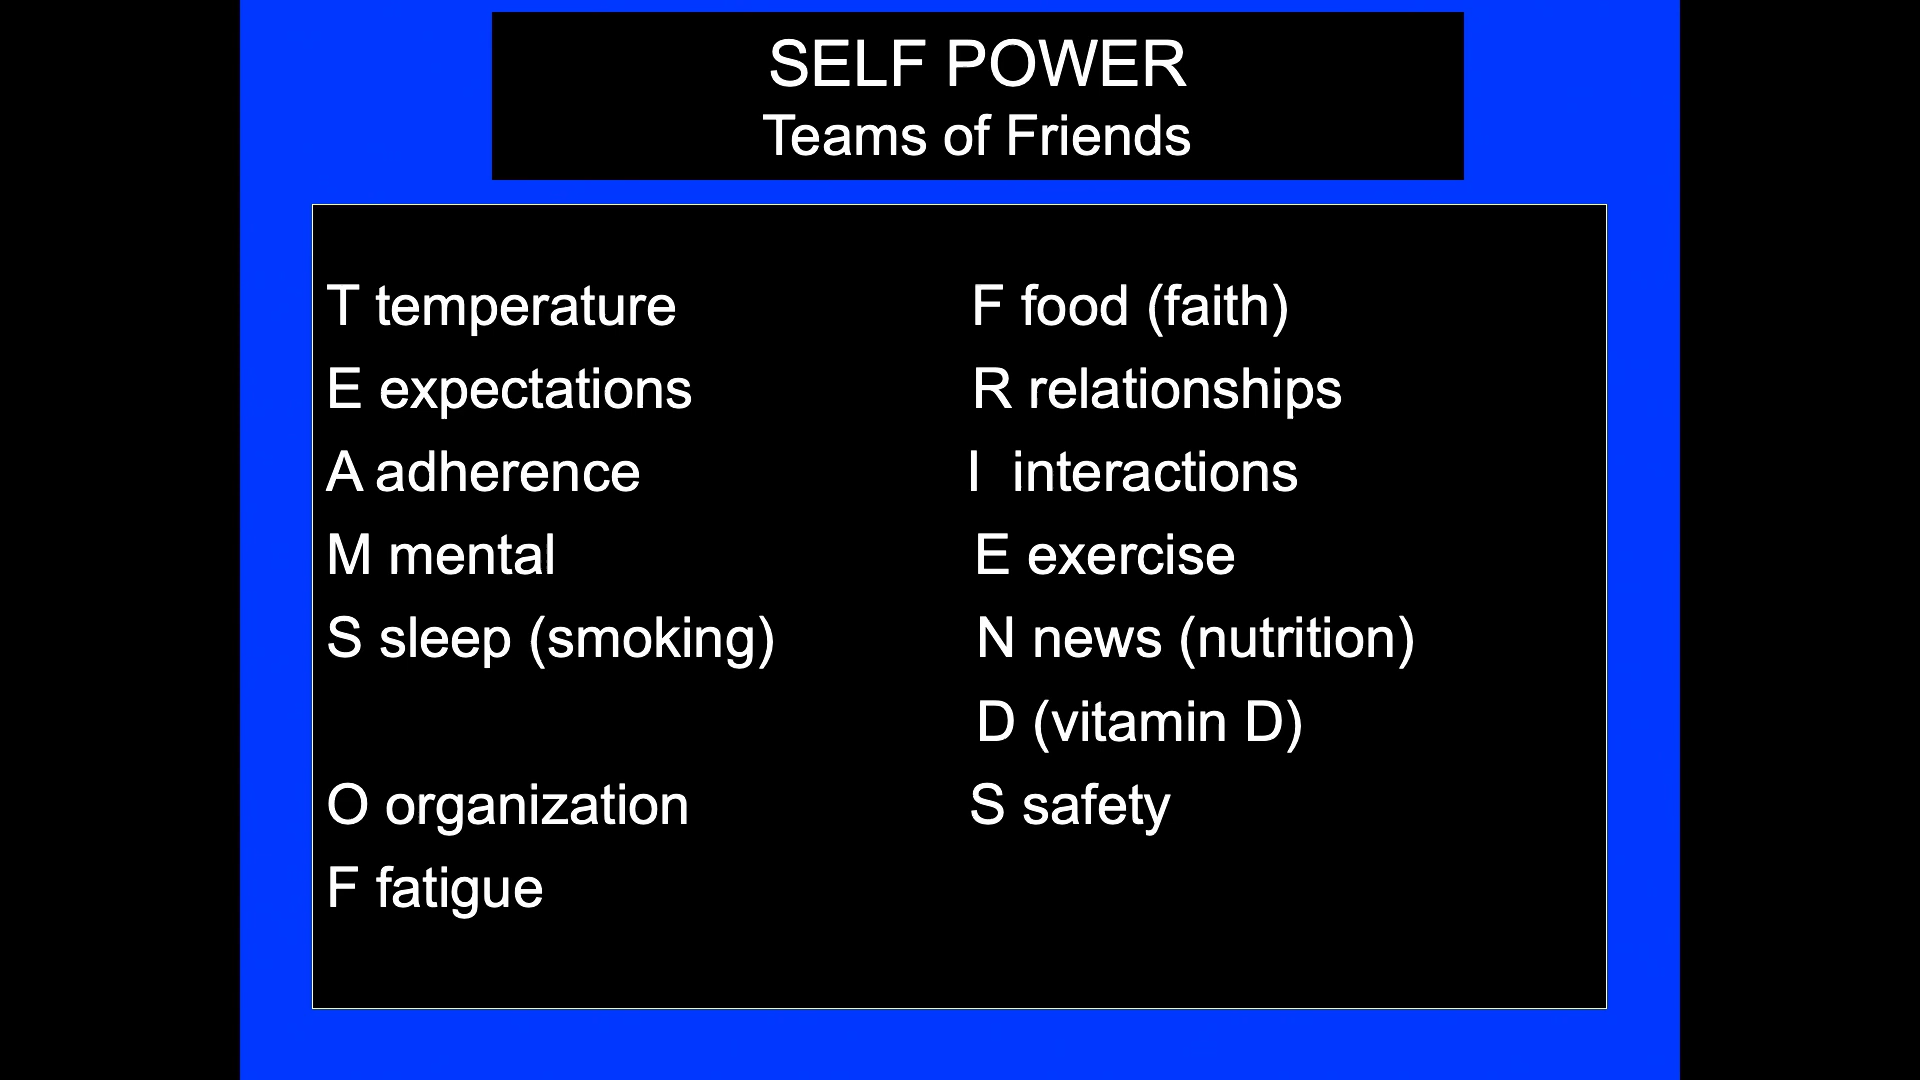 SELF POWER
Teams of Friends
T temperature
E expectations
A adherence
M mental
S sleep (smoking)
O organization
F fatigue
F food (faith)
R relationships
I interactions
E exercise
N news (nutrition)
D (vitamin D)
S safety